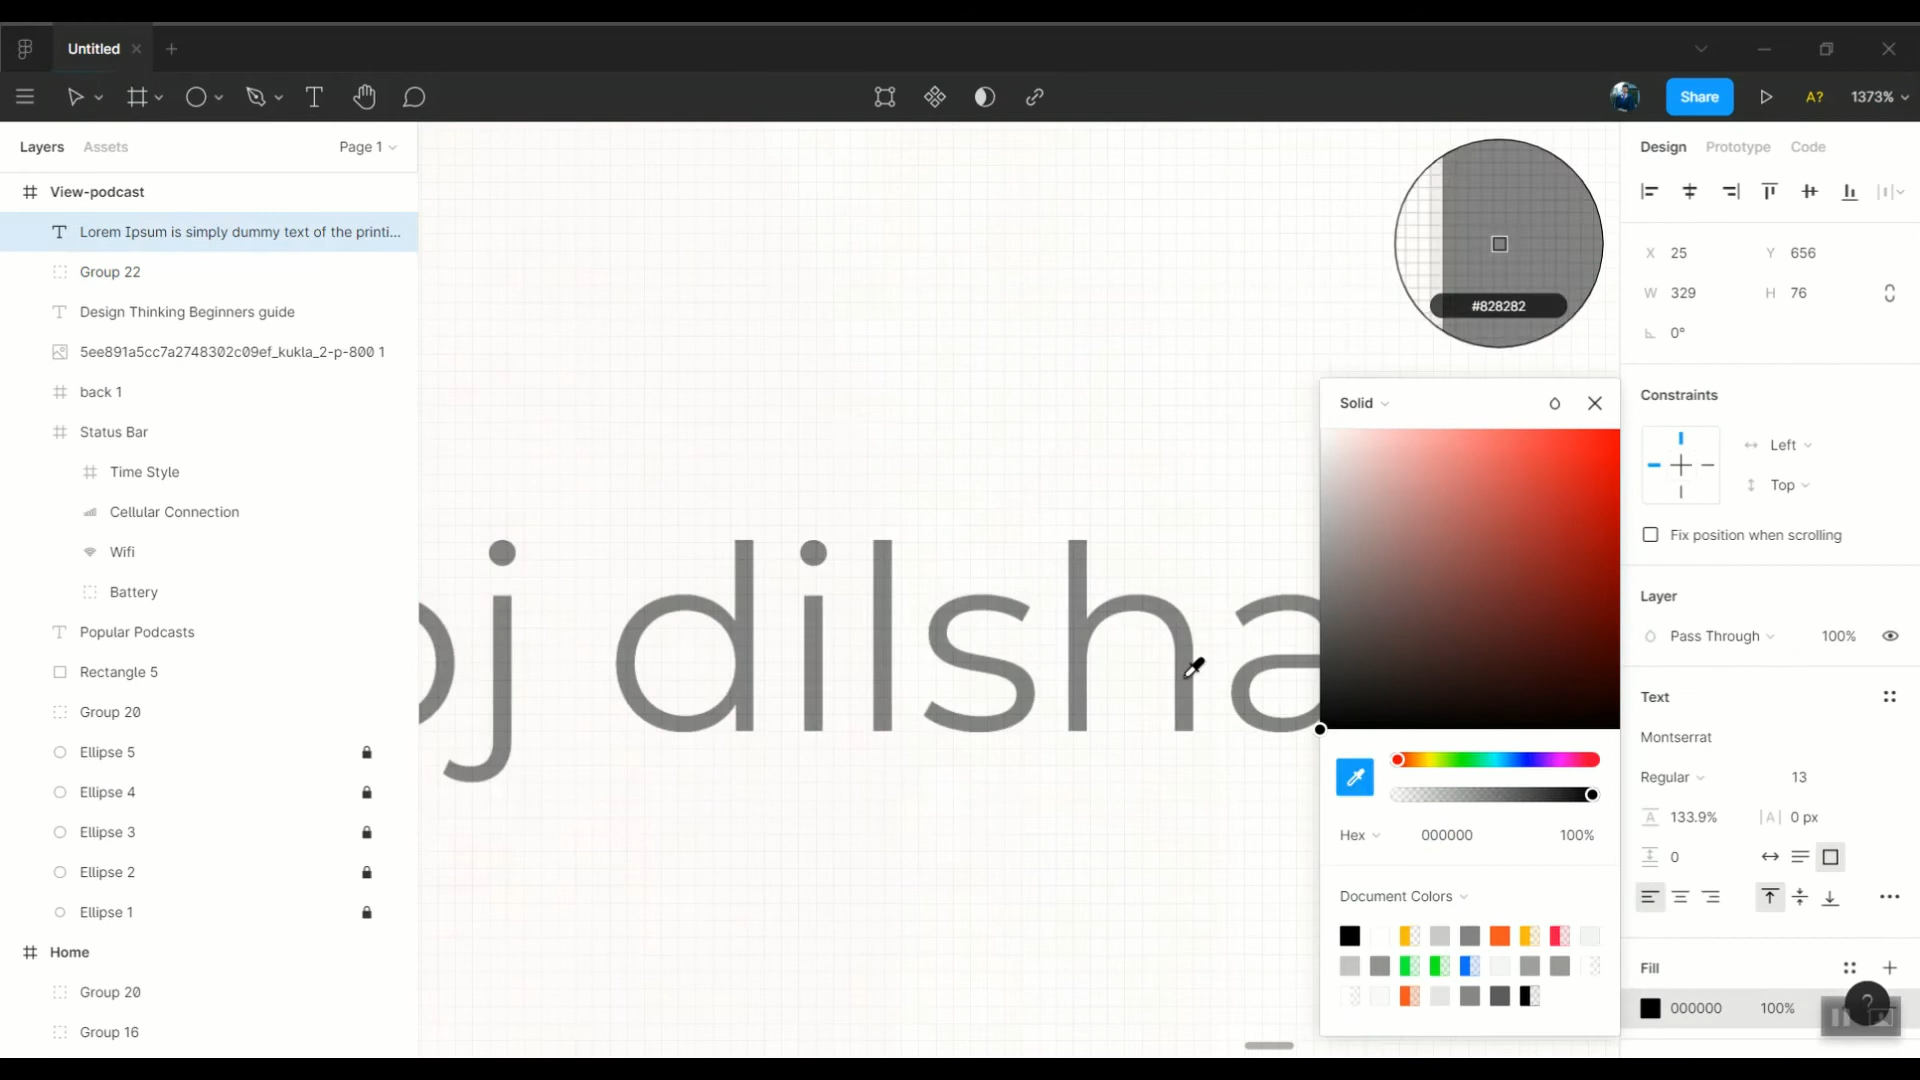 Untitled
Share
A?
1373%
Layers
Assets
Page 1
Design
Prototype
Code
View-podcast
Lorem Ipsum is simply dummy text of the printi...
Group 22
Design Thinking Beginners guide
5ee891a5cc7a2748302c09ef_kukla_2-p-800 1
back 1
Status Bar
Time Style
Cellular Connection
Wifi
Battery
Popular Podcasts
Rectangle 5
Group 20
Ellipse 5
Ellipse 4
Ellipse 3
Ellipse 2
Ellipse 1
Home
Group 20
Group 16
oj dilsha
#828282
Solid
Hex
000000
100%
Document Colors
X 25
Y 656
W 329
H 76
0°
Constraints
Left
Top
Fix position when scrolling
Layer
Pass Through
100%
Text
Montserrat
Regular
13
133.9%
0 px
0
Fill
000000
100%
?